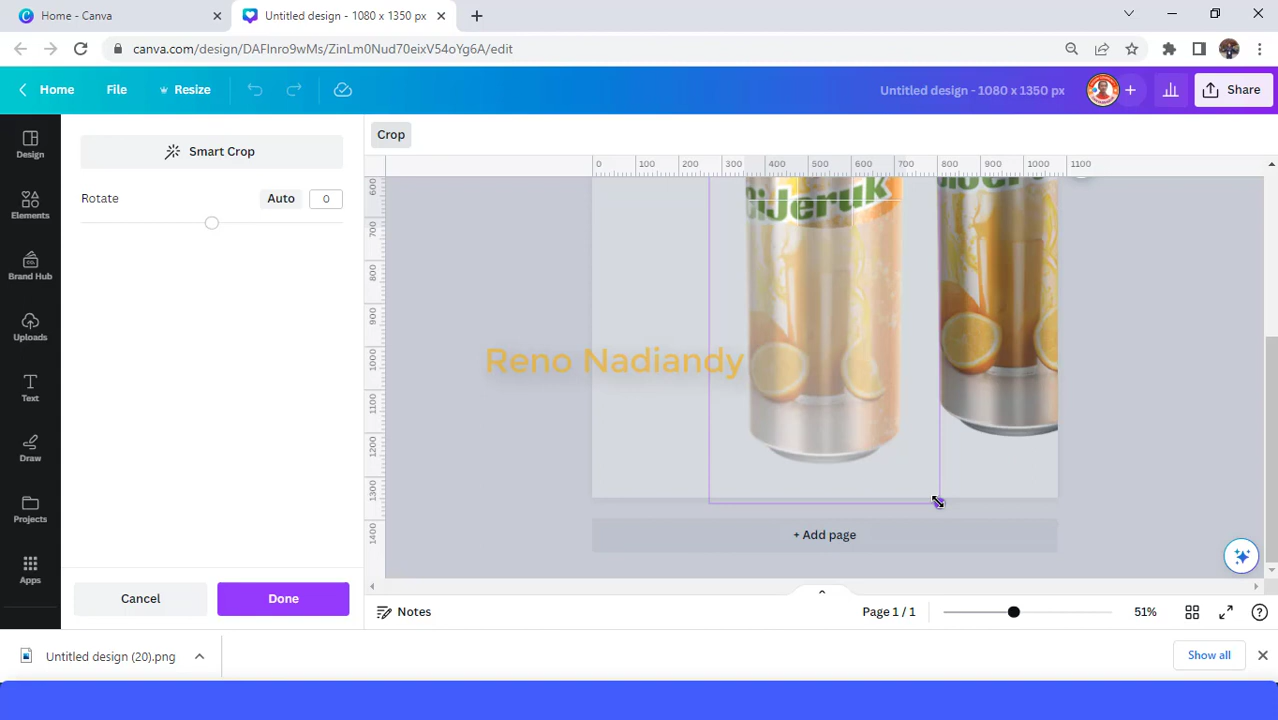 Home - Canva
Untitled design - 1080 x 1350 px
canva.com/design/DAFInro9wMs/ZinLm0Nud70eixV54oYg6A/edit
Home File Resize Untitled design - 1080 x 1350 px Share
Design
Elements
Brand Hub
Uploads
Text
Draw
Projects
Apps
Smart Crop
Rotate Auto 0
Cancel Done
Crop
0 100 200 300 400 500 600 700 800 900 1000 1100
600
700
800
900
1000
1100
1200
1300
1400
CiJeruk
Reno Nadiandy
+ Add page
Notes Page 1 / 1 51%
Untitled design (20).png Show all